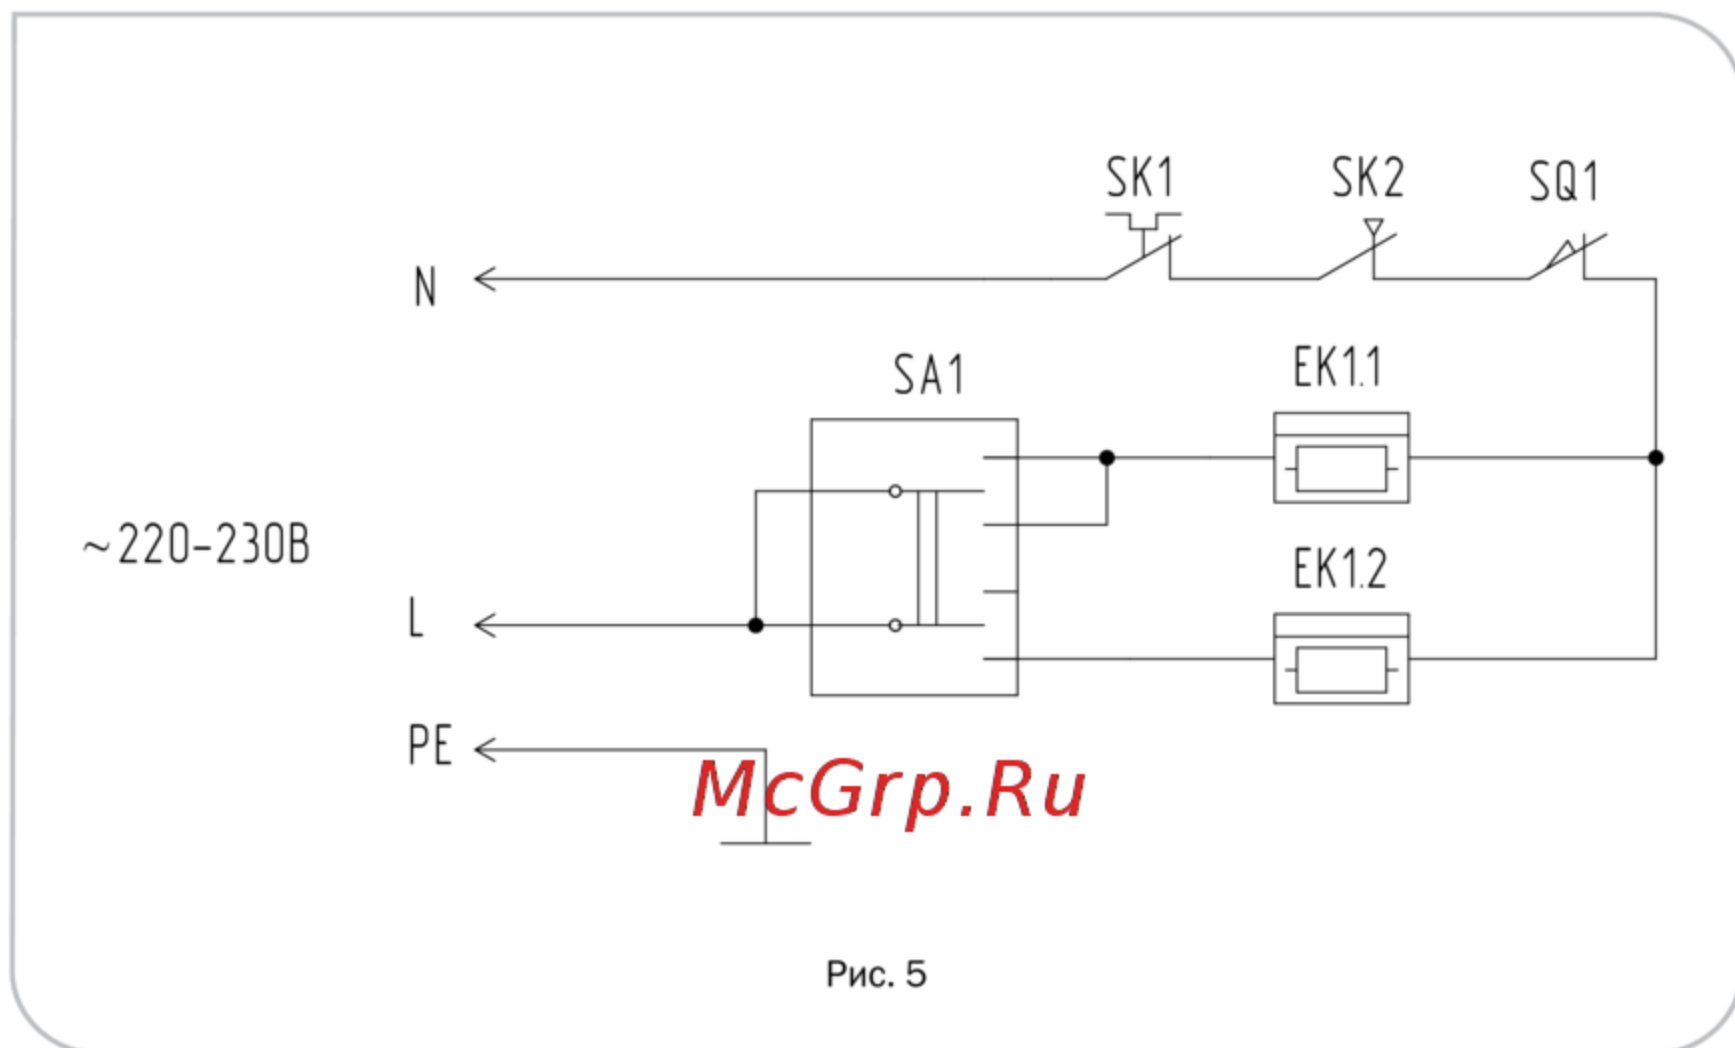 SK1 SK2 SQ1
N
SA1 EK1.1
~220-230В
EK1.2
L
PE
McGrp.Ru
Рис. 5